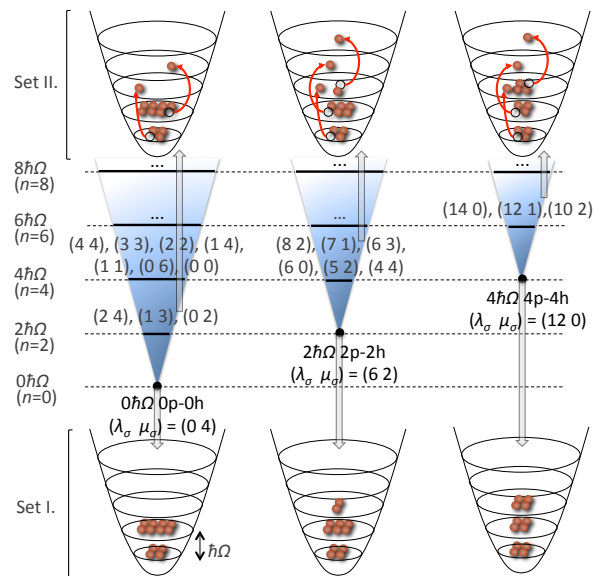 Set II.
...
...
...
8ℏΩ
(n=8)
...
...
6ℏΩ
(n=6)
(14 0), (12 1), (10 2)
(4 4), (3 3), (2 2), (1 4),
(1 1), (0 6), (0 0)
(8 2), (7 1), (6 3),
(6 0), (5 2), (4 4)
4ℏΩ
(n=4)
4ℏΩ 4p-4h
(λσ μσ) = (12 0)
(2 4), (1 3), (0 2)
2ℏΩ
(n=2)
2ℏΩ 2p-2h
(λσ μσ) = (6 2)
0ℏΩ
(n=0)
0ℏΩ 0p-0h
(λσ μσ) = (0 4)
Set I.
ℏΩ